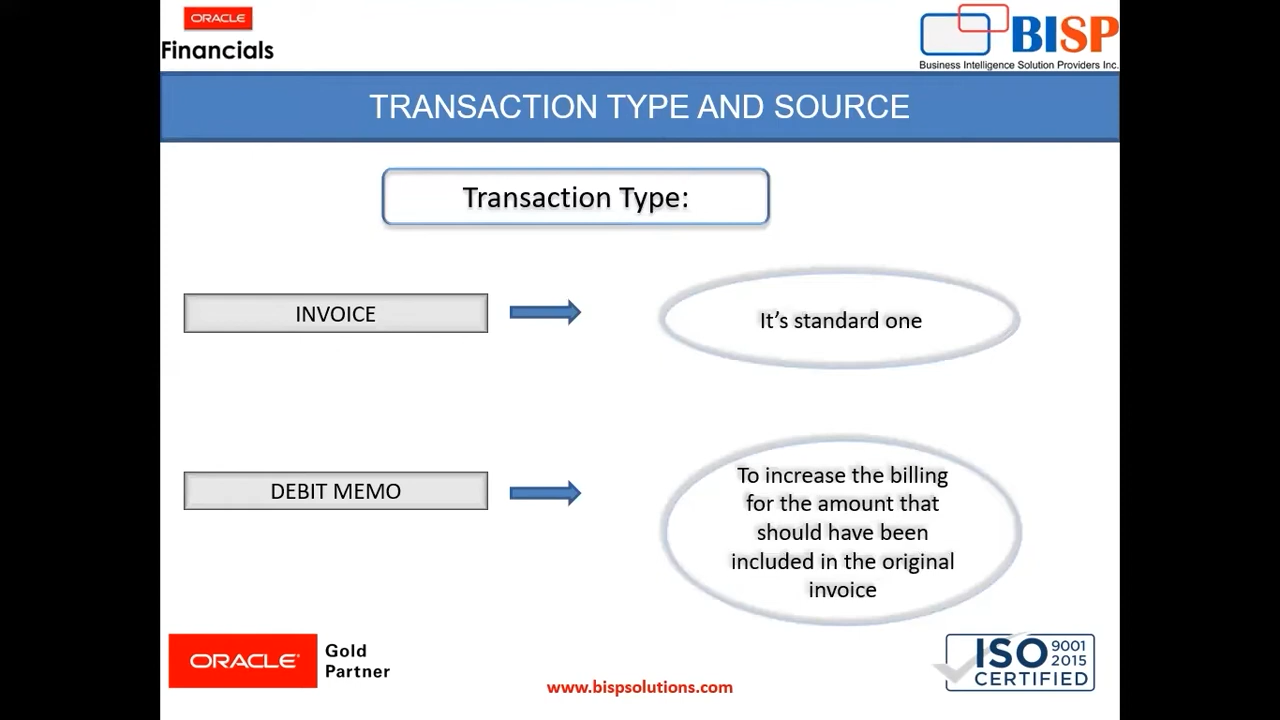 ORACLE
Financials
BISP
Business Intelligence Solution Providers Inc.
TRANSACTION TYPE AND SOURCE
Transaction Type:
INVOICE
It's standard one
DEBIT MEMO
To increase the billing
for the amount that
should have been
included in the original
invoice
ORACLE®
Gold
Partner
www.bispsolutions.com
ISO 9001
2015
CERTIFIED